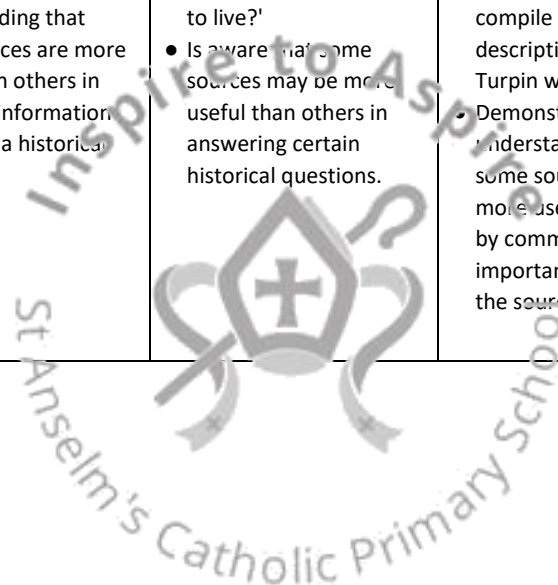 ding that
ces are more
n others in
information
a historical
to live?'
● Is aware that some
sources may be more
useful than others in
answering certain
historical questions.
compile
descripti
Turpin w
● Demonst
understa
some sou
more use
by comm
importan
the sour
Inspire to Aspire
St Anselm's Catholic Primary Schoo